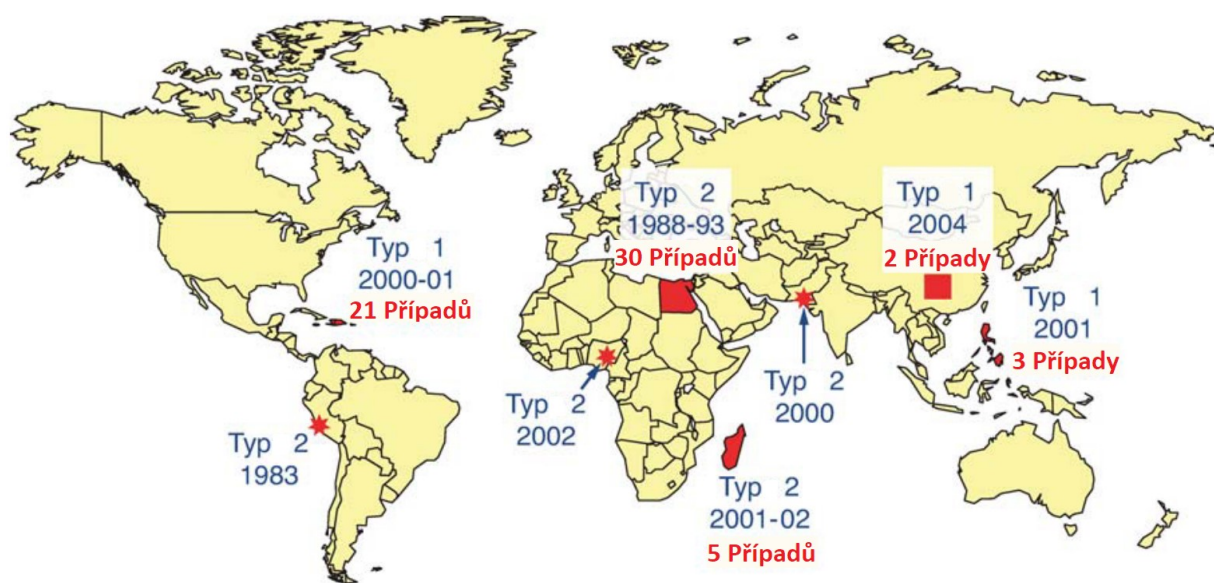 Typ 2
1988-93
30 Případů
Typ 1
2004
2 Případy
Typ 1
2000-01
21 Případů
Typ 1
2001
3 Případy
Typ 2
2000
Typ 2
2002
Typ 2
1983
Typ 2
2001-02
5 Případů